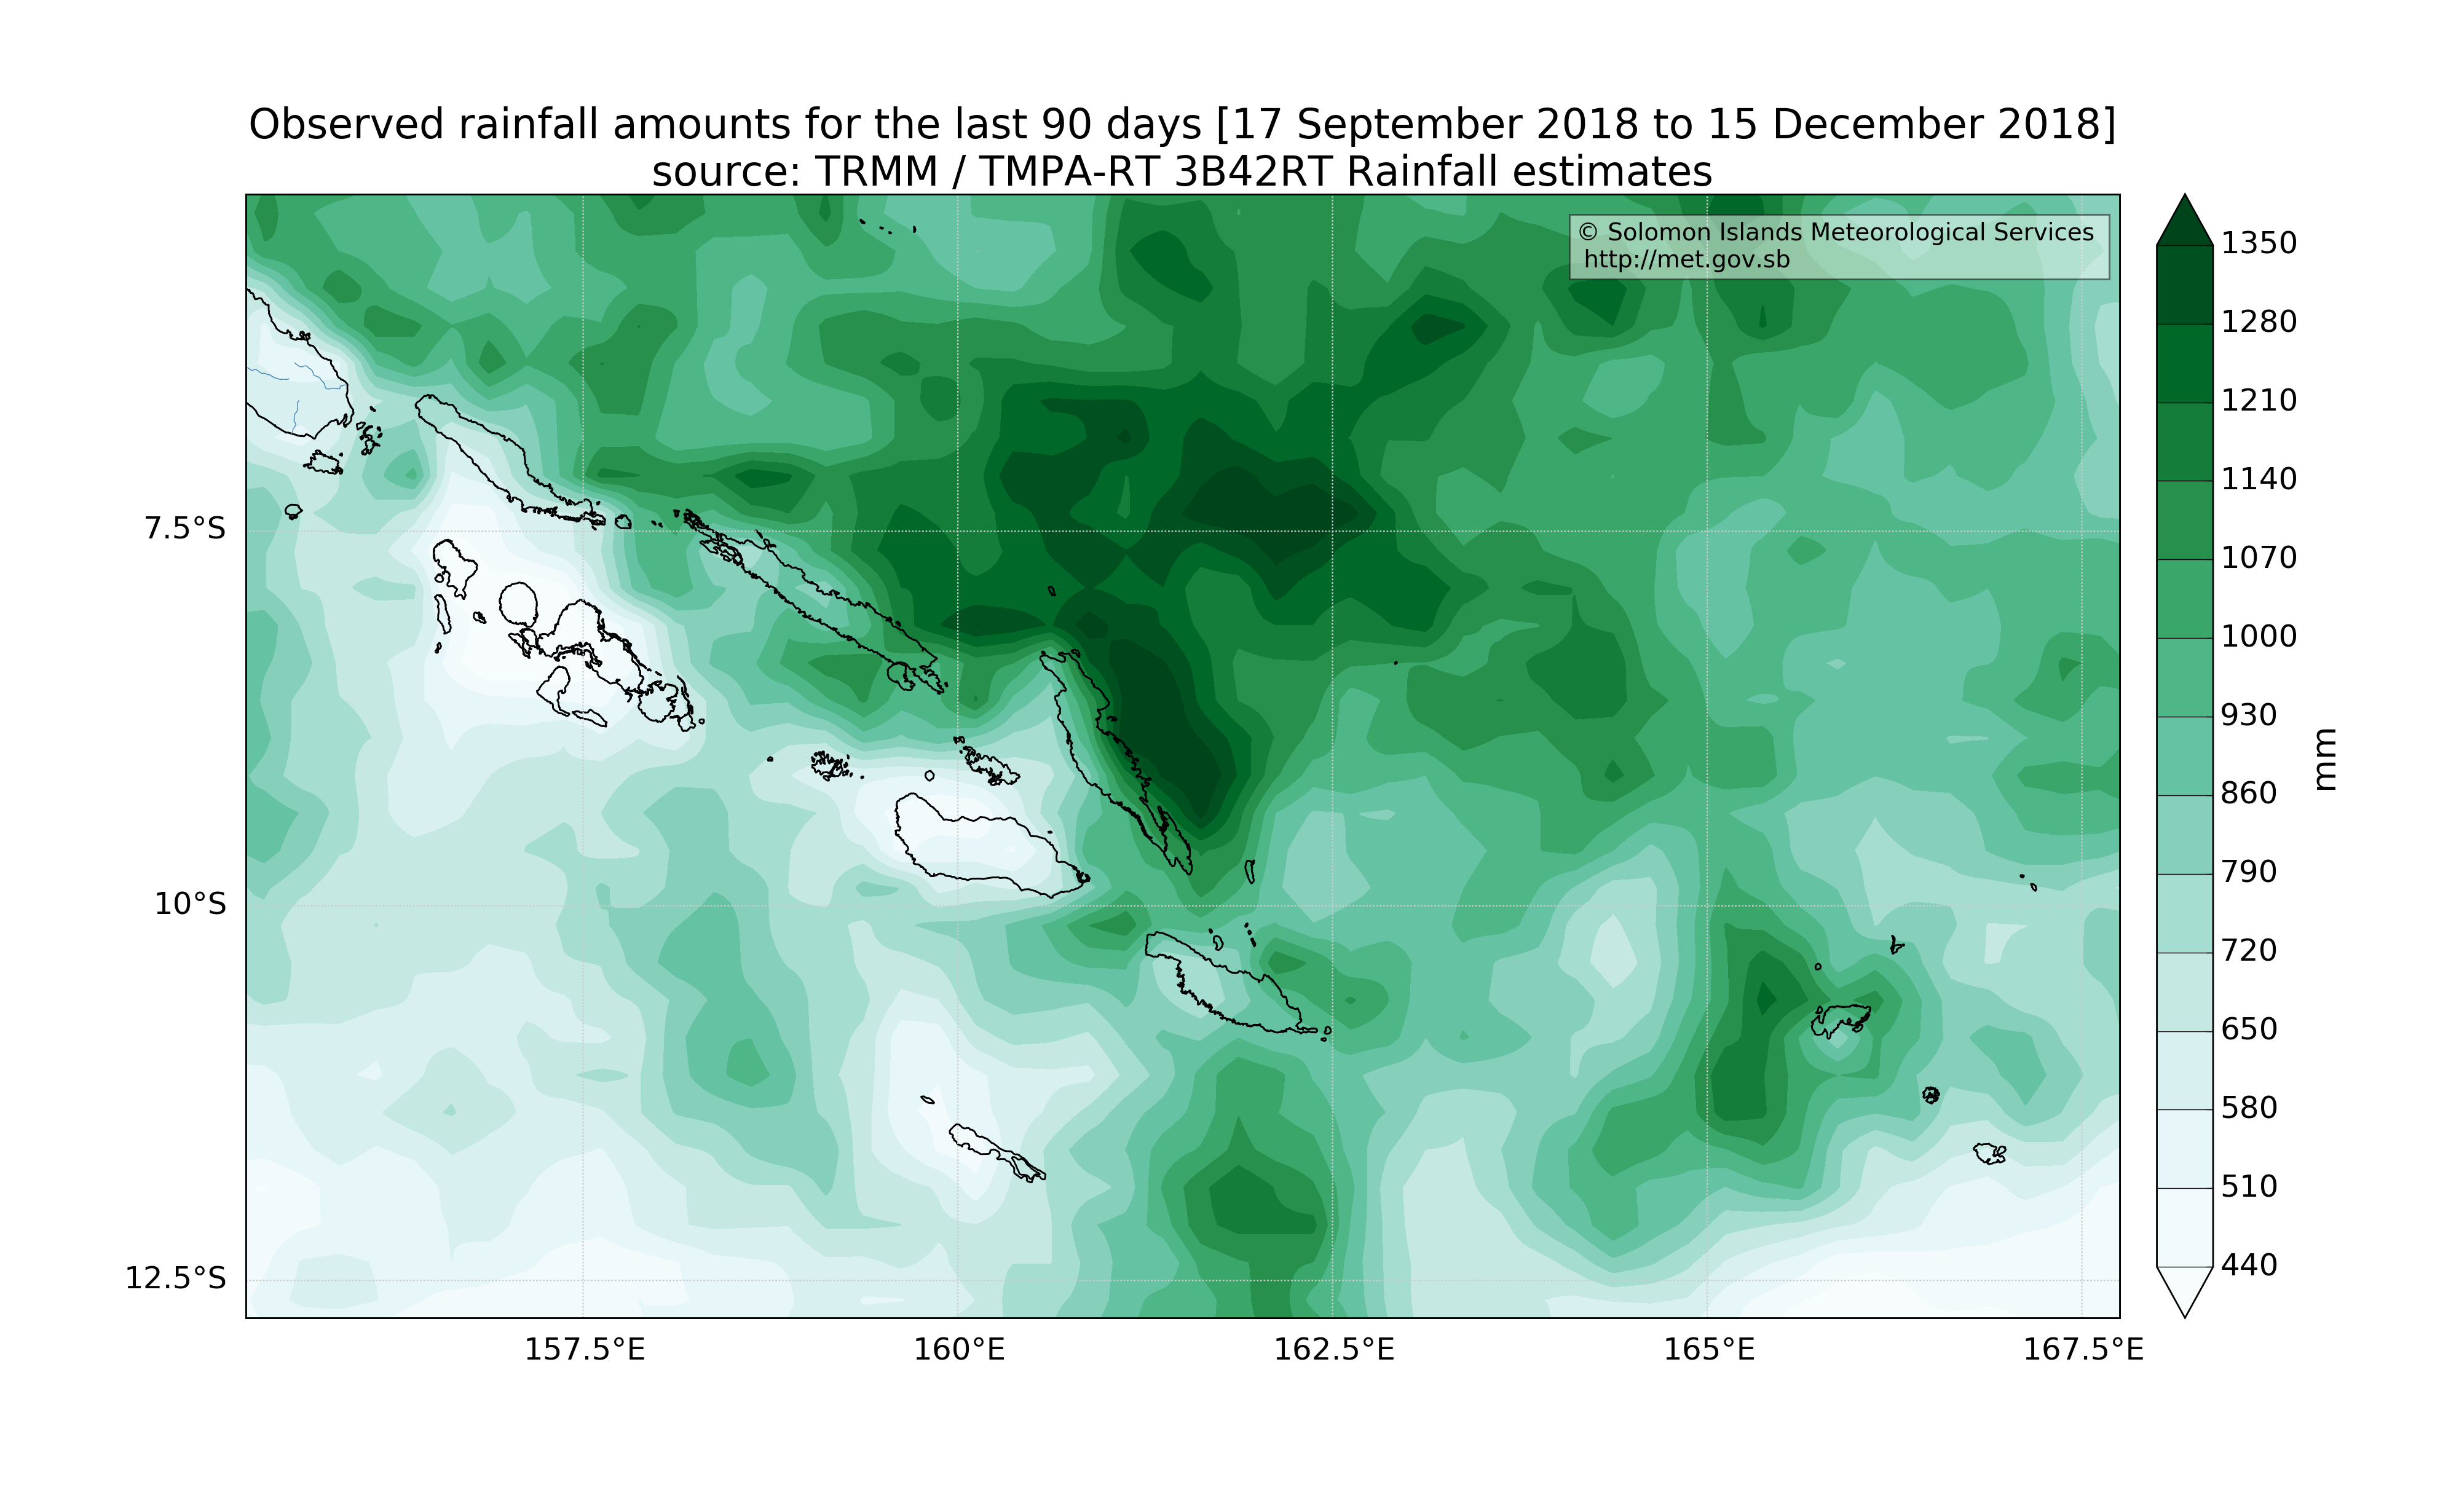 Observed rainfall amounts for the last 90 days [17 September 2018 to 15 December 2018]
source: TRMM / TMPA-RT 3B42RT Rainfall estimates
© Solomon Islands Meteorological Services
http://met.gov.sb
7.5°S
10°S
12.5°S
157.5°E
160°E
162.5°E
165°E
167.5°E
1350
1280
1210
1140
1070
1000
930
860
790
720
650
580
510
440
mm